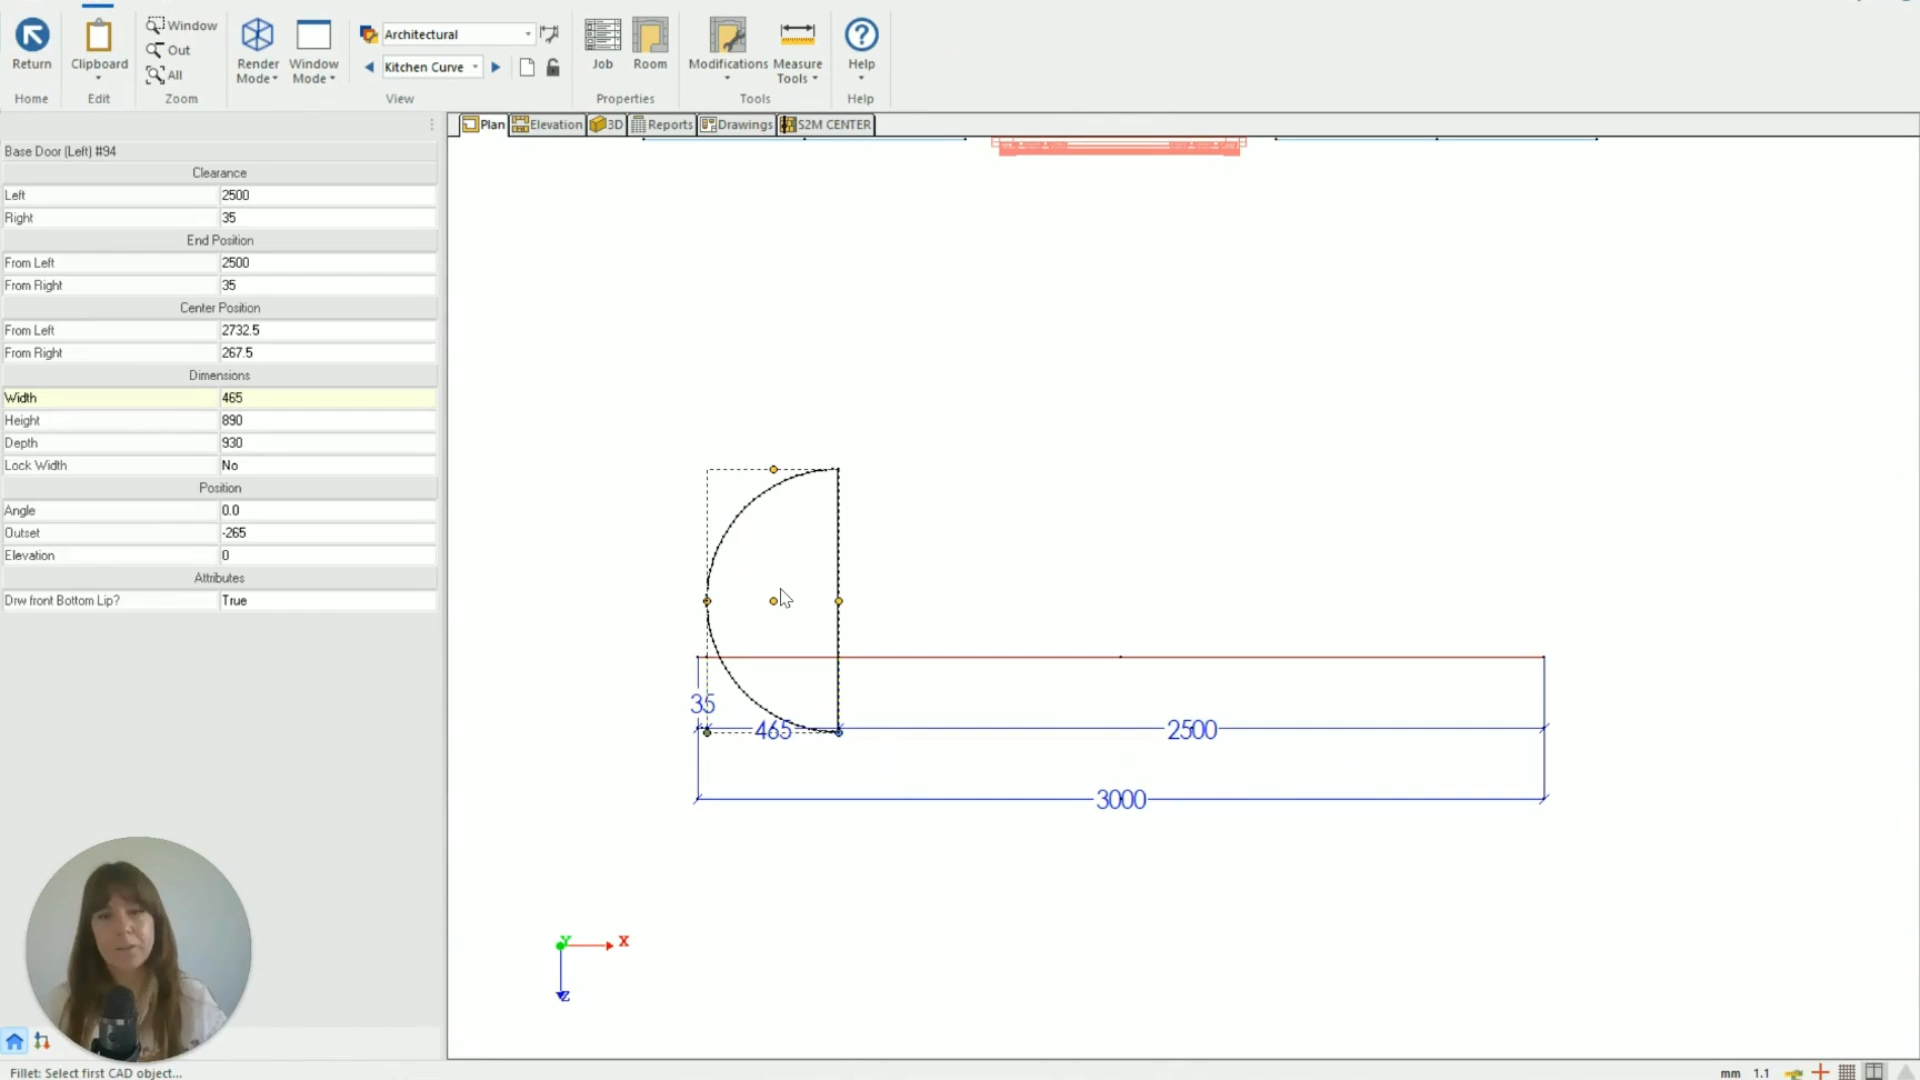 Window
Out
All
Return
Clipboard
Render
Mode
Window
Mode
Architectural
Kitchen Curve
Job
Room
Modifications
Measure
Tools
Help
Home
Edit
Zoom
View
Properties
Tools
Help
Plan
Elevation
3D
Reports
Drawings
S2M CENTER
Base Door (Left) #94
Clearance
Left 2500
Right 35
End Position
From Left 2500
From Right 35
Center Position
From Left 2732.5
From Right 267.5
Dimensions
Width 465
Height 890
Depth 930
Lock Width No
Position
Angle 0.0
Outset -265
Elevation 0
Attributes
Drw front Bottom Lip? True
35
465
2500
3000
Y
X
Z
Fillet: Select first CAD object...
mm 1.1